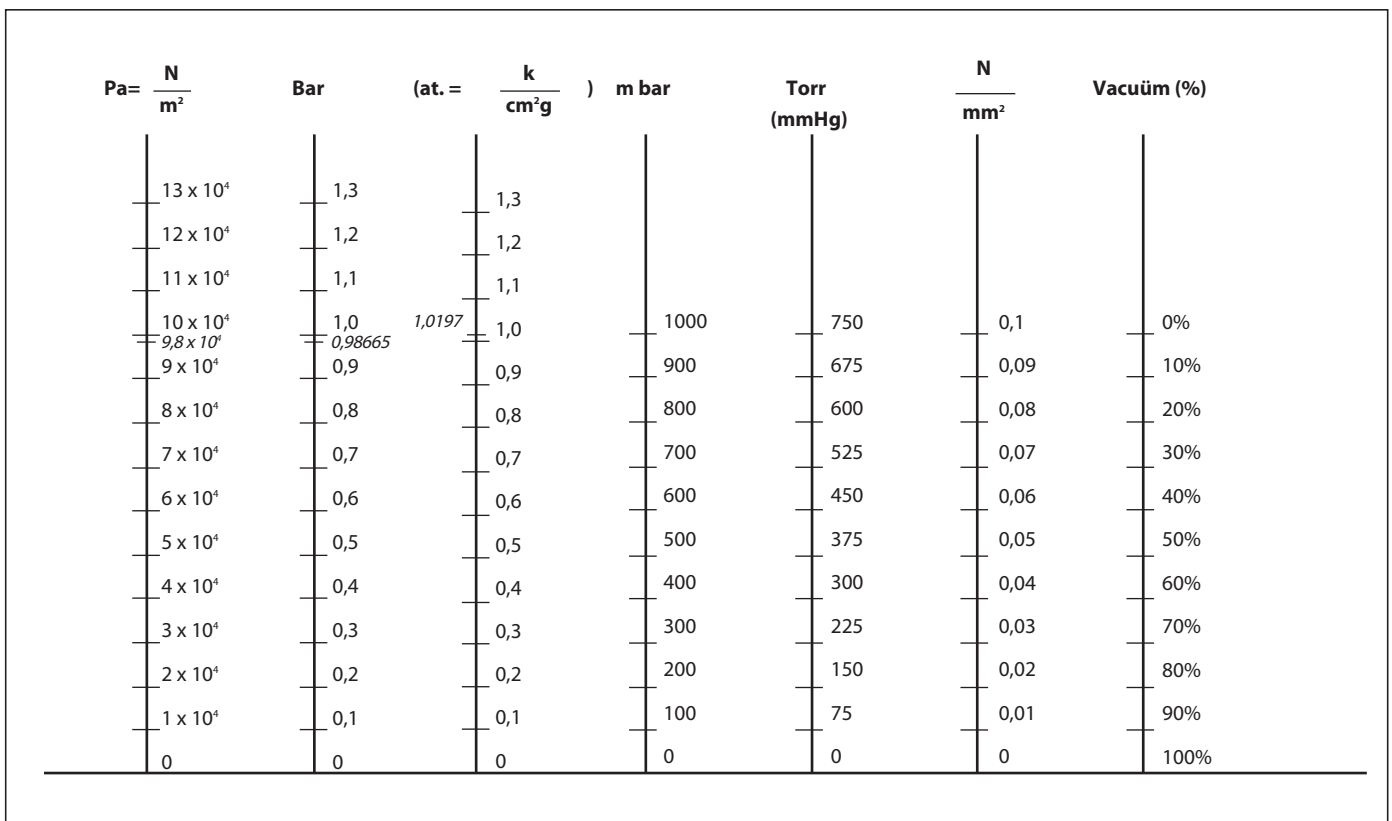 Pa= N/m² Bar (at. = k/cm²g ) m bar Torr (mmHg) N/mm² Vacuüm (%)
13 x 10⁴ 1,3 1,3
12 x 10⁴ 1,2 1,2
11 x 10⁴ 1,1 1,1
10 x 10⁴ 1,0 1,0197 1,0 1000 750 0,1 0%
9,8 x 10⁴ 0,98665
9 x 10⁴ 0,9 0,9 900 675 0,09 10%
8 x 10⁴ 0,8 0,8 800 600 0,08 20%
7 x 10⁴ 0,7 0,7 700 525 0,07 30%
6 x 10⁴ 0,6 0,6 600 450 0,06 40%
5 x 10⁴ 0,5 0,5 500 375 0,05 50%
4 x 10⁴ 0,4 0,4 400 300 0,04 60%
3 x 10⁴ 0,3 0,3 300 225 0,03 70%
2 x 10⁴ 0,2 0,2 200 150 0,02 80%
1 x 10⁴ 0,1 0,1 100 75 0,01 90%
0 0 0 0 0 0 100%